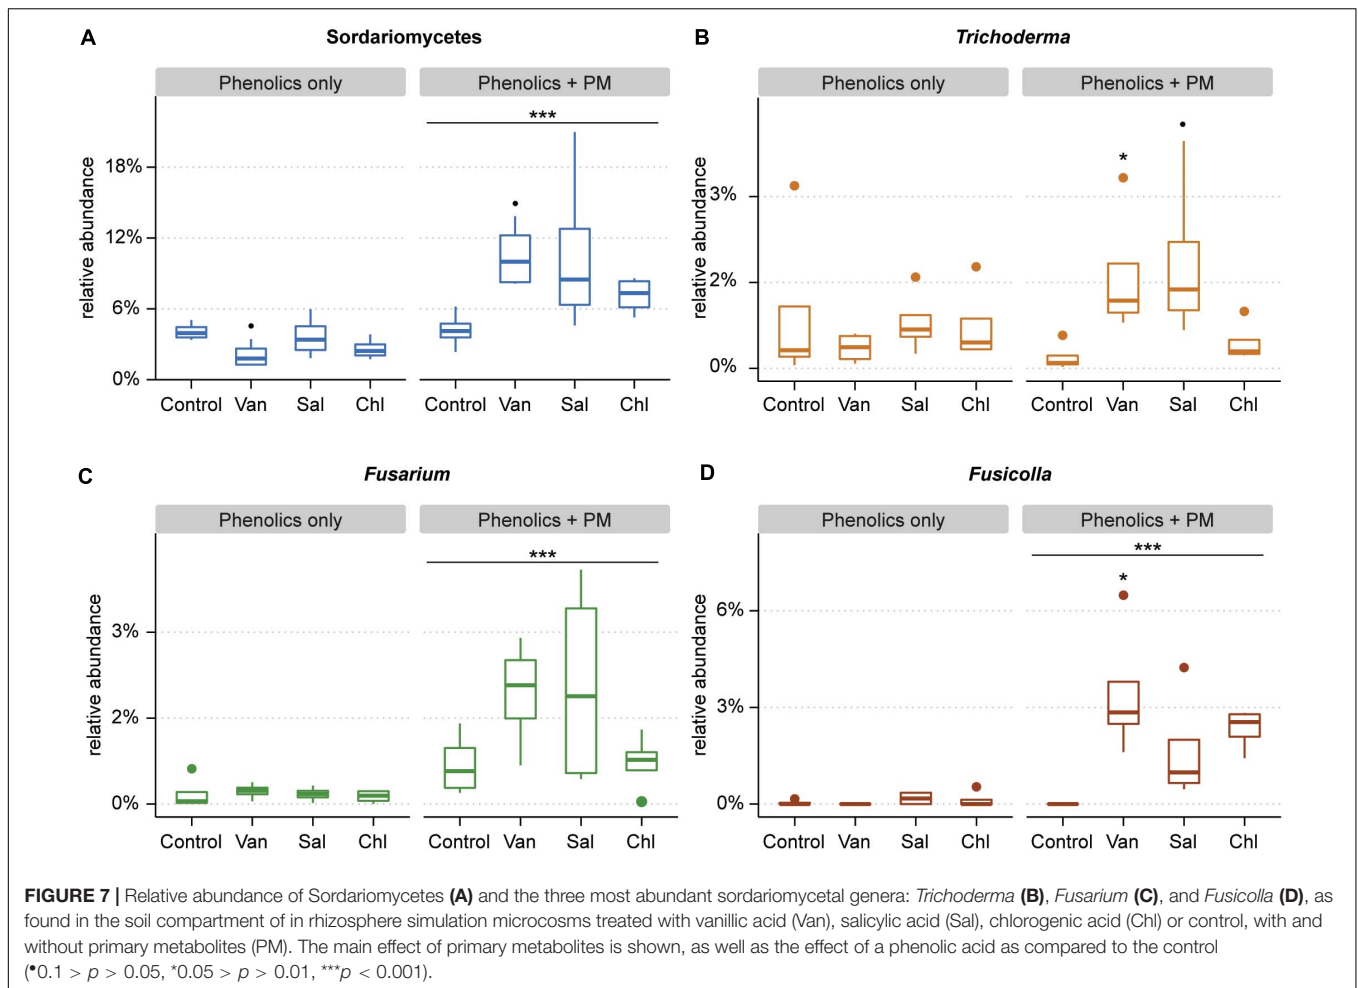 A
Sordariomycetes
Phenolics only
Phenolics + PM
***
relative abundance
18%
12%
6%
0%
Control Van Sal Chl
Control Van Sal Chl
B
Trichoderma
Phenolics only
Phenolics + PM
*
relative abundance
3%
2%
0%
Control Van Sal Chl
Control Van Sal Chl
C
Fusarium
Phenolics only
Phenolics + PM
***
relative abundance
3%
2%
0%
Control Van Sal Chl
Control Van Sal Chl
D
Fusicolla
Phenolics only
Phenolics + PM
***
*
relative abundance
6%
3%
0%
Control Van Sal Chl
Control Van Sal Chl
FIGURE 7 | Relative abundance of Sordariomycetes (A) and the three most abundant sordariomycetal genera: Trichoderma (B), Fusarium (C), and Fusicolla (D), as
found in the soil compartment of in rhizosphere simulation microcosms treated with vanillic acid (Van), salicylic acid (Sal), chlorogenic acid (Chl) or control, with and
without primary metabolites (PM). The main effect of primary metabolites is shown, as well as the effect of a phenolic acid as compared to the control
(•0.1 > p > 0.05, *0.05 > p > 0.01, ***p < 0.001).